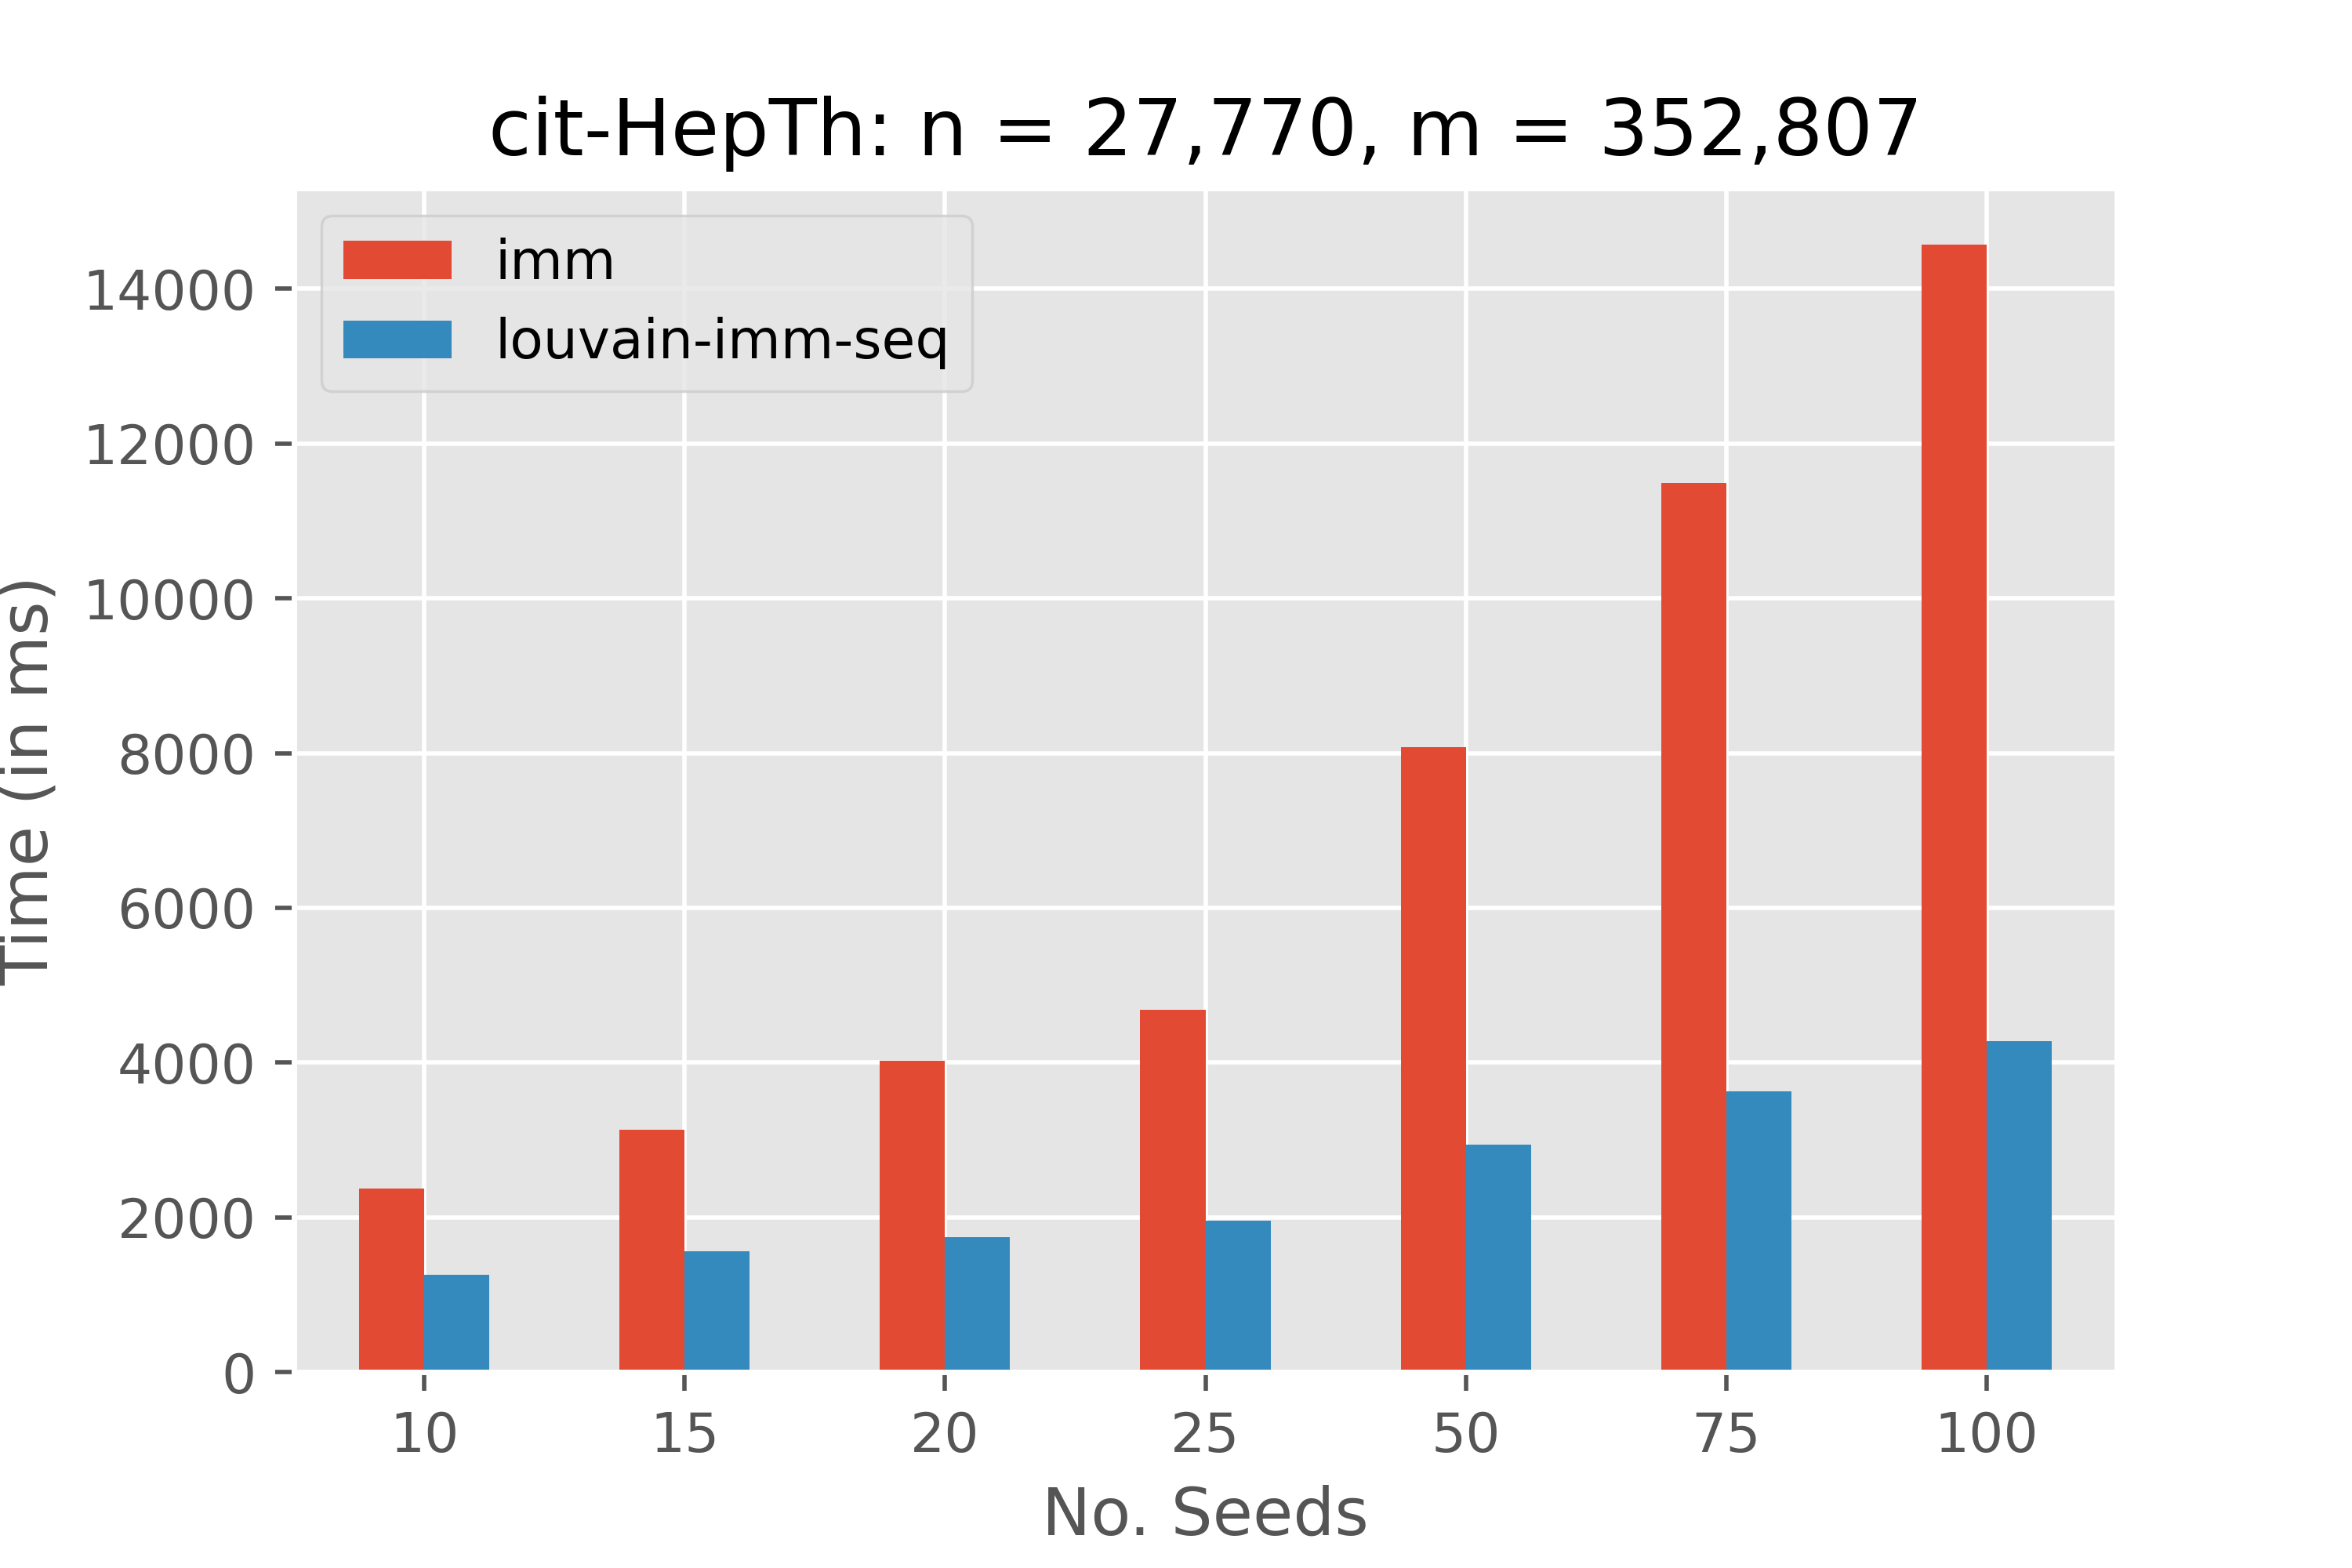 cit-HepTh: n = 27,770, m = 352,807
imm
louvain-imm-seq
14000
12000
10000
8000
6000
4000
2000
0
Time (in ms)
10 15 20 25 50 75 100
No. Seeds